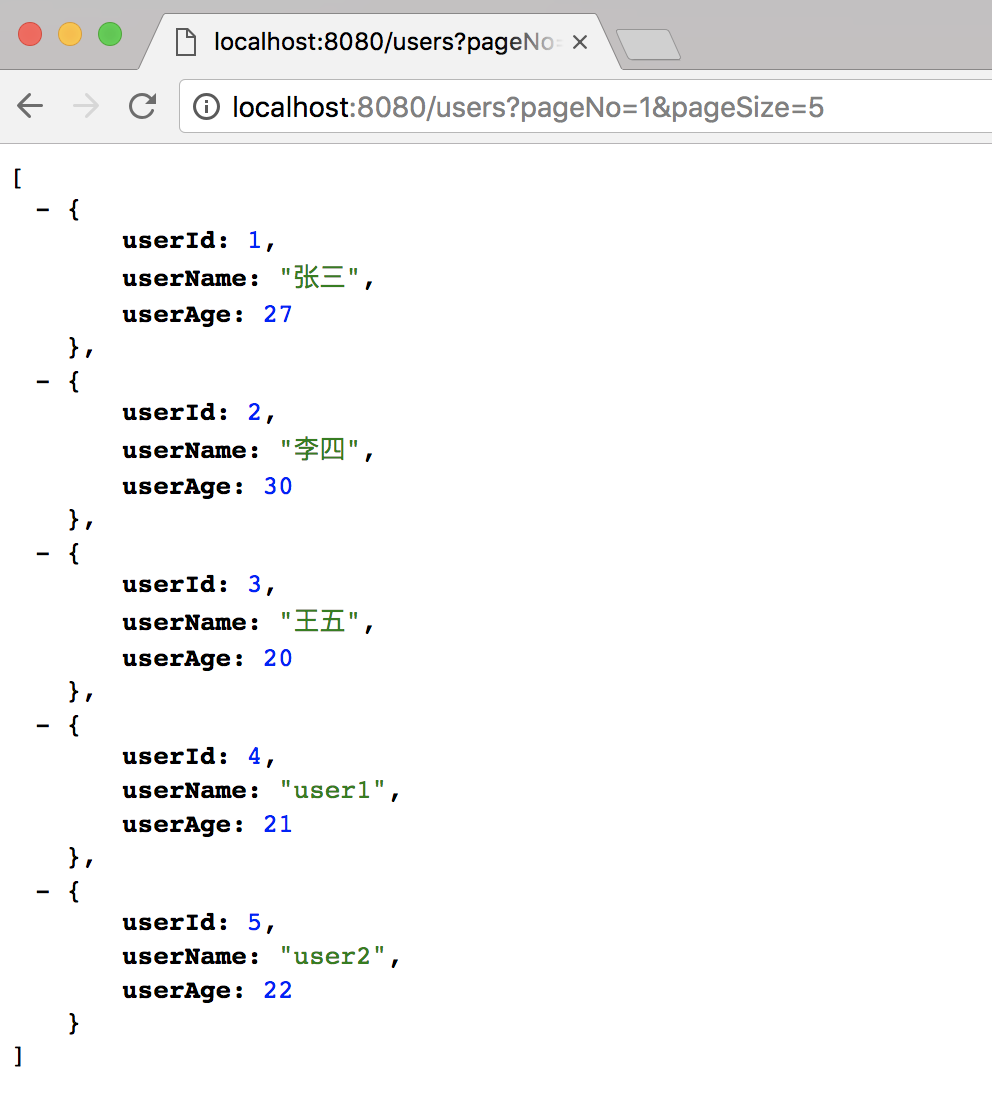 localhost:8080/users?pageNo=
localhost:8080/users?pageNo=1&pageSize=5
[
- {
userId: 1,
userName: "张三",
userAge: 27
},
- {
userId: 2,
userName: "李四",
userAge: 30
},
- {
userId: 3,
userName: "王五",
userAge: 20
},
- {
userId: 4,
userName: "user1",
userAge: 21
},
- {
userId: 5,
userName: "user2",
userAge: 22
}
]